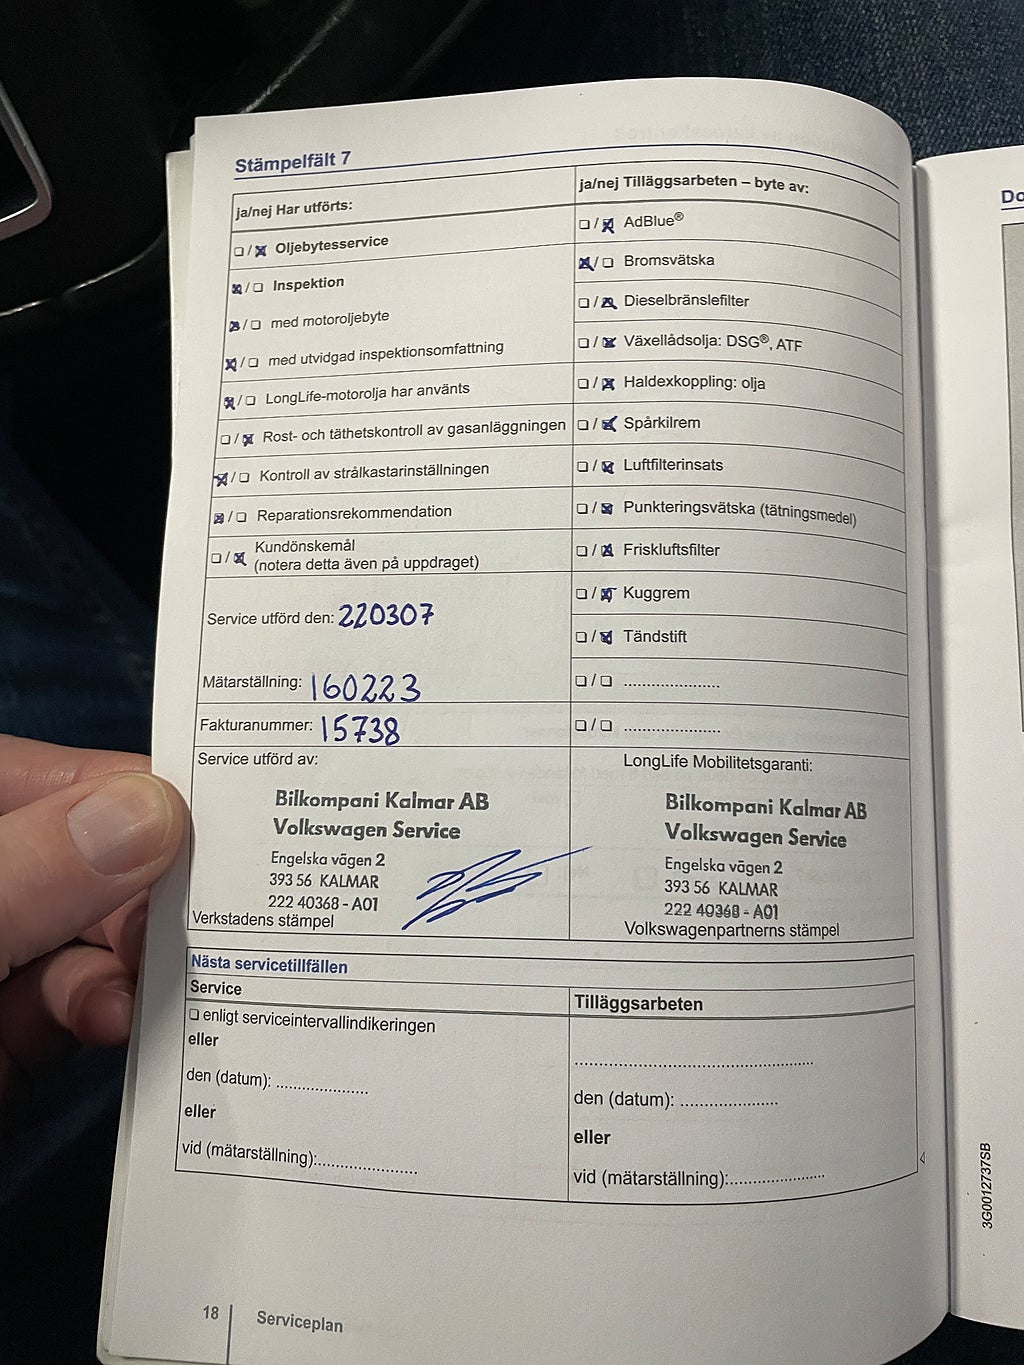 Stämpelfält 7
ja/nej Har utförts:
☐ / ☒ Oljebytesservice
☒ / ☐ Inspektion
☒ / ☐ med motoroljebyte
☒ / ☐ med utvidgad inspektionsomfattning
☒ / ☐ LongLife-motorolja har använts
☐ / ☒ Rost- och täthetskontroll av gasanläggningen
☒ / ☐ Kontroll av strålkastarinställningen
☒ / ☐ Reparationsrekommendation
☐ / ☒ Kundönskemål
(notera detta även på uppdraget)
Service utförd den: 220307
Mätarställning: 160223
Fakturanummer: 15738
ja/nej Tilläggsarbeten – byte av:
☐ / ☒ AdBlue®
☒ / ☐ Bromsvätska
☐ / ☒ Dieselbränslefilter
☐ / ☒ Växellådsolja: DSG®, ATF
☐ / ☒ Haldexkoppling: olja
☐ / ☒ Spårkilrem
☐ / ☒ Luftfilterinsats
☐ / ☒ Punkteringsvätska (tätningsmedel)
☐ / ☒ Friskluftsfilter
☐ / ☒ Kuggrem
☐ / ☒ Tändstift
☐ / ☐ ......................
☐ / ☐ ......................
Service utförd av:
Bilkompani Kalmar AB
Volkswagen Service
Engelska vägen 2
393 56 KALMAR
222 40368 - A01
Verkstadens stämpel
LongLife Mobilitetsgaranti:
Bilkompani Kalmar AB
Volkswagen Service
Engelska vägen 2
393 56 KALMAR
222 40368 - A01
Volkswagenpartnerns stämpel
Nästa servicetillfällen
Service
☐ enligt serviceintervallindikeringen
eller
den (datum): .....................
eller
vid (mätarställning):.......................
Tilläggsarbeten
.......................................................
den (datum): .......................
eller
vid (mätarställning):.......................
18 Serviceplan
Do
3G0012737SB